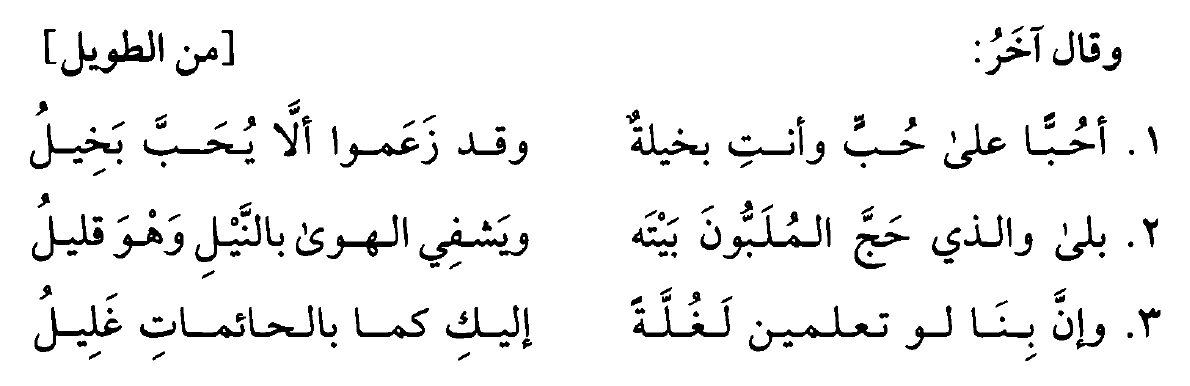 وقال آخَرُ: [من الطويل]
١. أحُبًّا على حُبٍّ وأنتِ بخيلةٌ وقد زَعَموا ألَّا يُحَبَّ بَخِيلُ
٢. بلى والذي حَجَّ المُلَبُّونَ بَيْتَه ويَشفِي الهوى بالنَّيْلِ وَهْوَ قليلُ
٣. وإنَّ بِنَا لو تعلمين لَغُلَّةً إليكِ كما بالحائماتِ غَلِيلُ